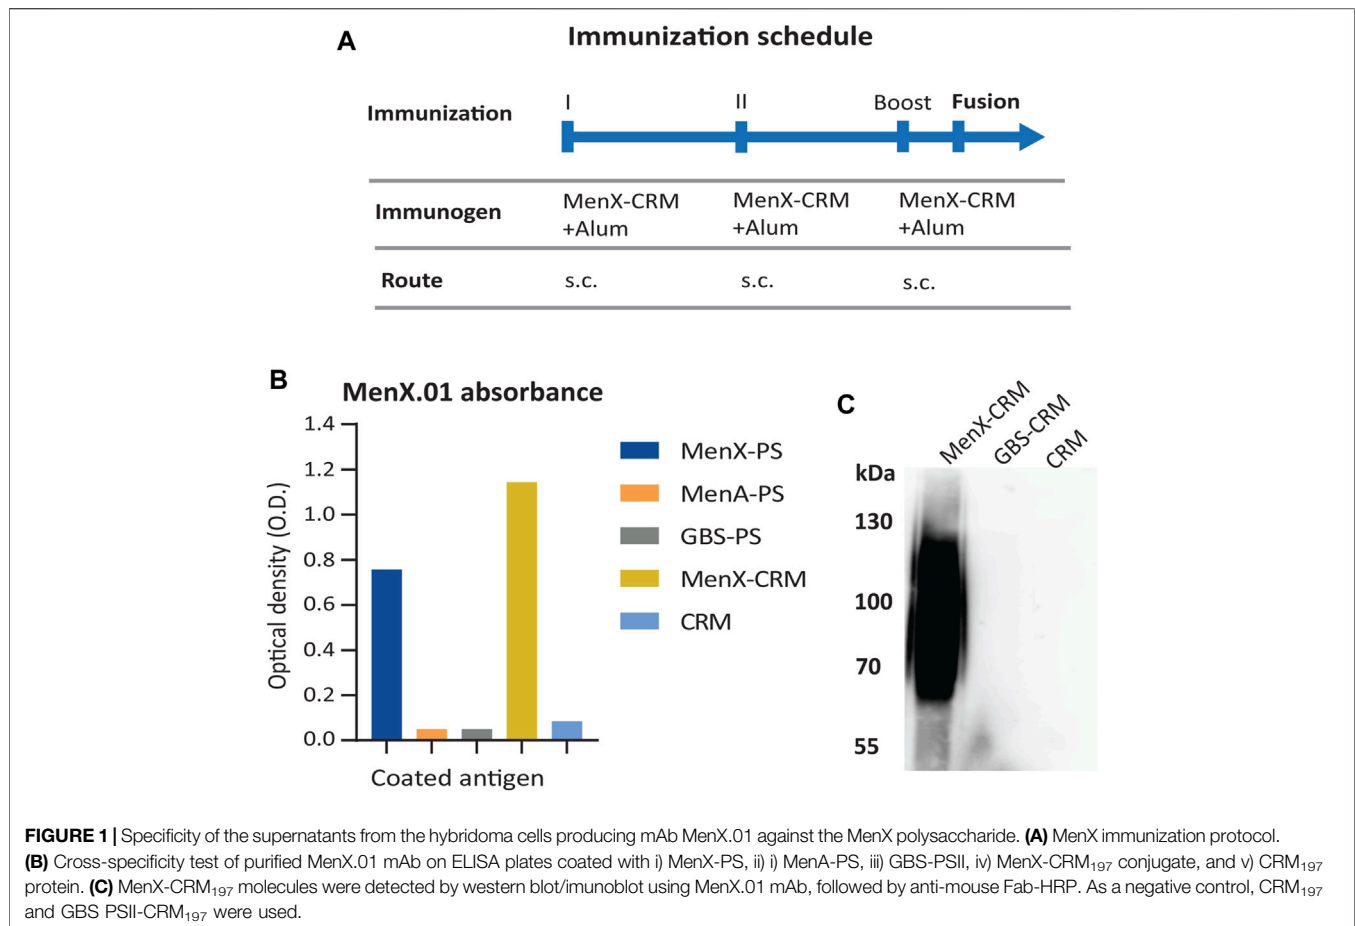 A
Immunization schedule
Immunization
I
II
Boost
Fusion
Immunogen
MenX-CRM
+Alum
MenX-CRM
+Alum
MenX-CRM
+Alum
Route
s.c.
s.c.
s.c.
B
MenX.01 absorbance
Optical density (O.D.)
1.4
1.2
1.0
0.8
0.6
0.4
0.2
0.0
Coated antigen
MenX-PS
MenA-PS
GBS-PS
MenX-CRM
CRM
C
MenX-CRM
GBS-CRM
CRM
kDa
130
100
70
55
FIGURE 1 | Specificity of the supernatants from the hybridoma cells producing mAb MenX.01 against the MenX polysaccharide. (A) MenX immunization protocol.
(B) Cross-specificity test of purified MenX.01 mAb on ELISA plates coated with i) MenX-PS, ii) i) MenA-PS, iii) GBS-PSII, iv) MenX-CRM197 conjugate, and v) CRM197
protein. (C) MenX-CRM197 molecules were detected by western blot/imunoblot using MenX.01 mAb, followed by anti-mouse Fab-HRP. As a negative control, CRM197
and GBS PSII-CRM197 were used.